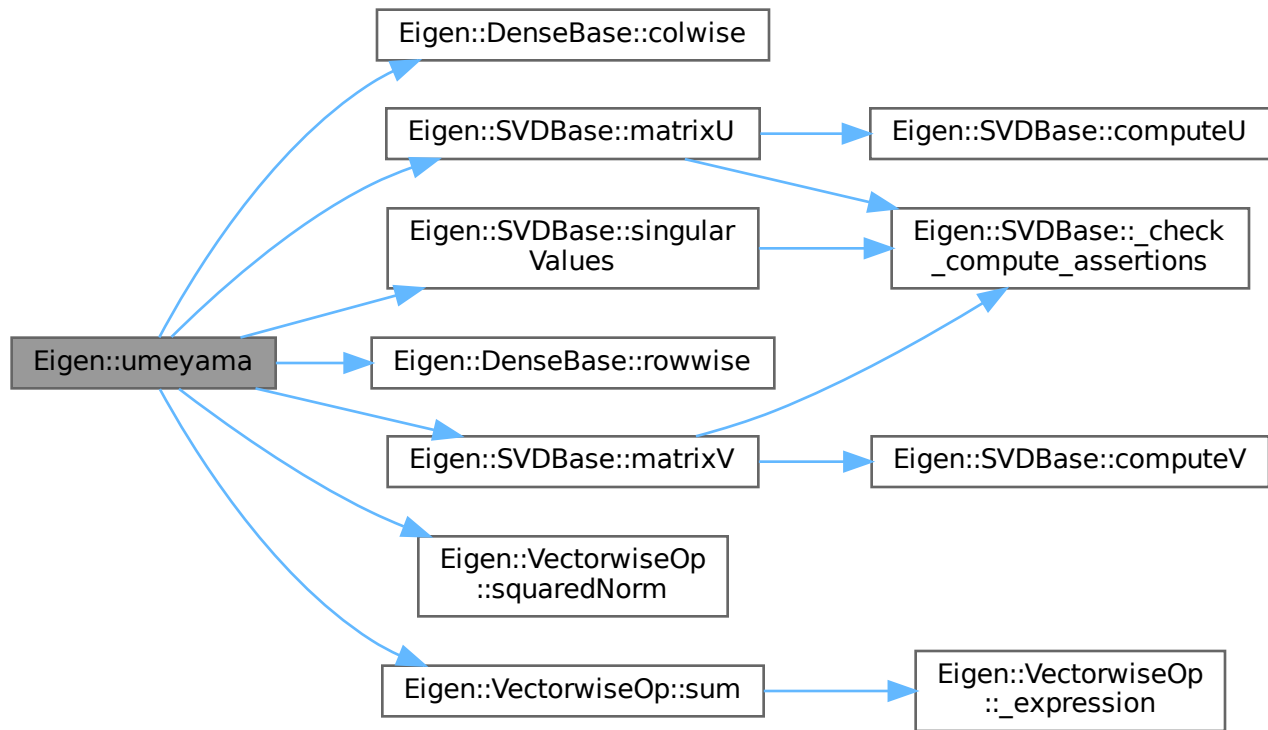 Eigen::DenseBase::colwise
Eigen::SVDBase::matrixU
Eigen::SVDBase::computeU
Eigen::SVDBase::singular
Values
Eigen::SVDBase::_check
_compute_assertions
Eigen::umeyama
Eigen::DenseBase::rowwise
Eigen::SVDBase::matrixV
Eigen::SVDBase::computeV
Eigen::VectorwiseOp
::squaredNorm
Eigen::VectorwiseOp::sum
Eigen::VectorwiseOp
::_expression